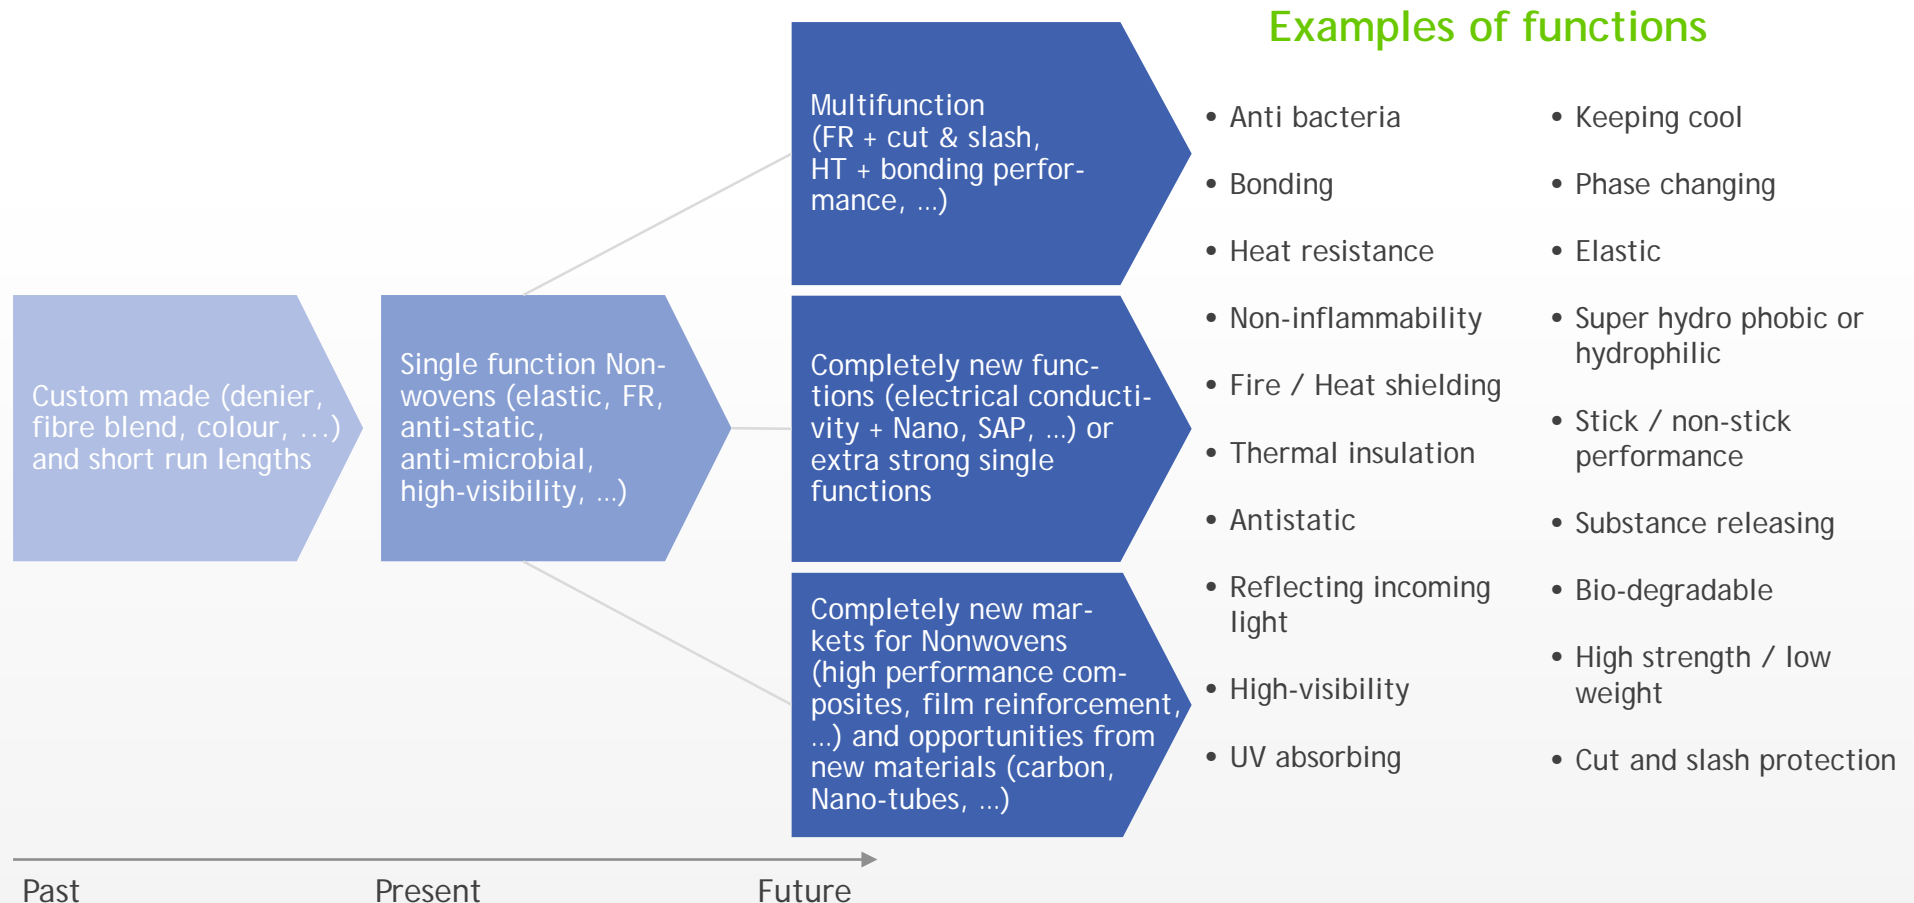 Examples of functions
Custom made (denier,
fibre blend, colour, …)
and short run lengths
Single function Non-
wovens (elastic, FR,
anti-static,
anti-microbial,
high-visibility, …)
Multifunction
(FR + cut & slash,
HT + bonding perfor-
mance, …)
Completely new func-
tions (electrical conducti-
vity + Nano, SAP, …) or
extra strong single
functions
Completely new mar-
kets for Nonwovens
(high performance com-
posites, film reinforcement,
…) and opportunities from
new materials (carbon,
Nano-tubes, …)
• Anti bacteria
• Bonding
• Heat resistance
• Non-inflammability
• Fire / Heat shielding
• Thermal insulation
• Antistatic
• Reflecting incoming
light
• High-visibility
• UV absorbing
• Keeping cool
• Phase changing
• Elastic
• Super hydro phobic or
hydrophilic
• Stick / non-stick
performance
• Substance releasing
• Bio-degradable
• High strength / low
weight
• Cut and slash protection
Past
Present
Future